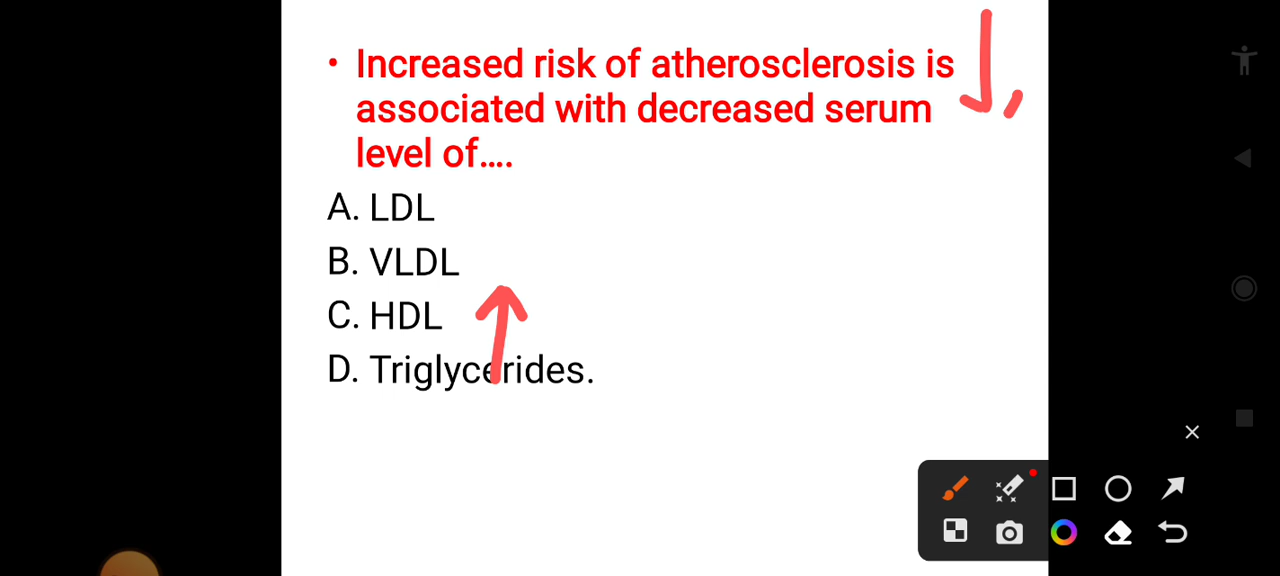 • Increased risk of atherosclerosis is
associated with decreased serum
level of....
A. LDL
B. VLDL
C. HDL
D. Triglycerides.